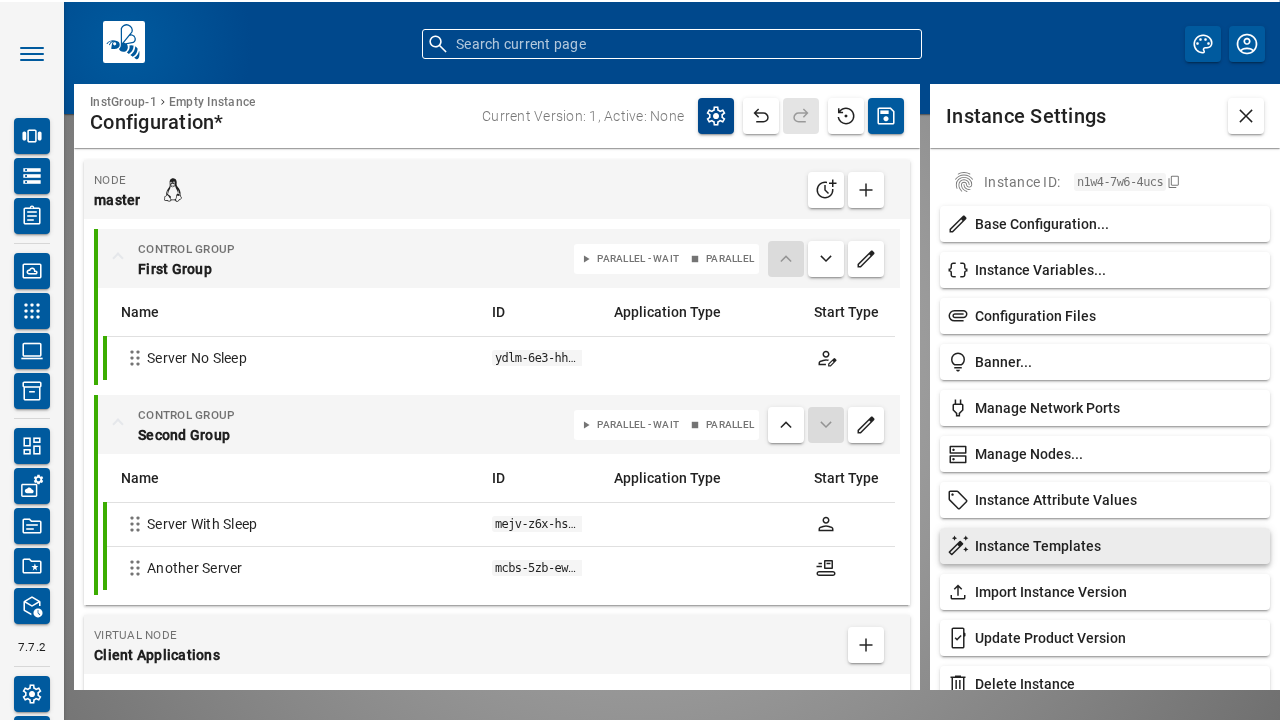 Search current page
InstGroup-1 › Empty Instance
Configuration*
Current Version: 1, Active: None
Instance Settings
NODE
master
Instance ID: n1w4-7w6-4ucs
Base Configuration...
Instance Variables...
Configuration Files
Banner...
Manage Network Ports
Manage Nodes...
Instance Attribute Values
Instance Templates
Import Instance Version
Update Product Version
Delete Instance
CONTROL GROUP
First Group
PARALLEL-WAIT PARALLEL
Name ID Application Type Start Type
Server No Sleep ydlm-6e3-hh…
CONTROL GROUP
Second Group
PARALLEL-WAIT PARALLEL
Name ID Application Type Start Type
Server With Sleep mejv-z6x-hs…
Another Server mcbs-5zb-ew…
VIRTUAL NODE
Client Applications
7.7.2